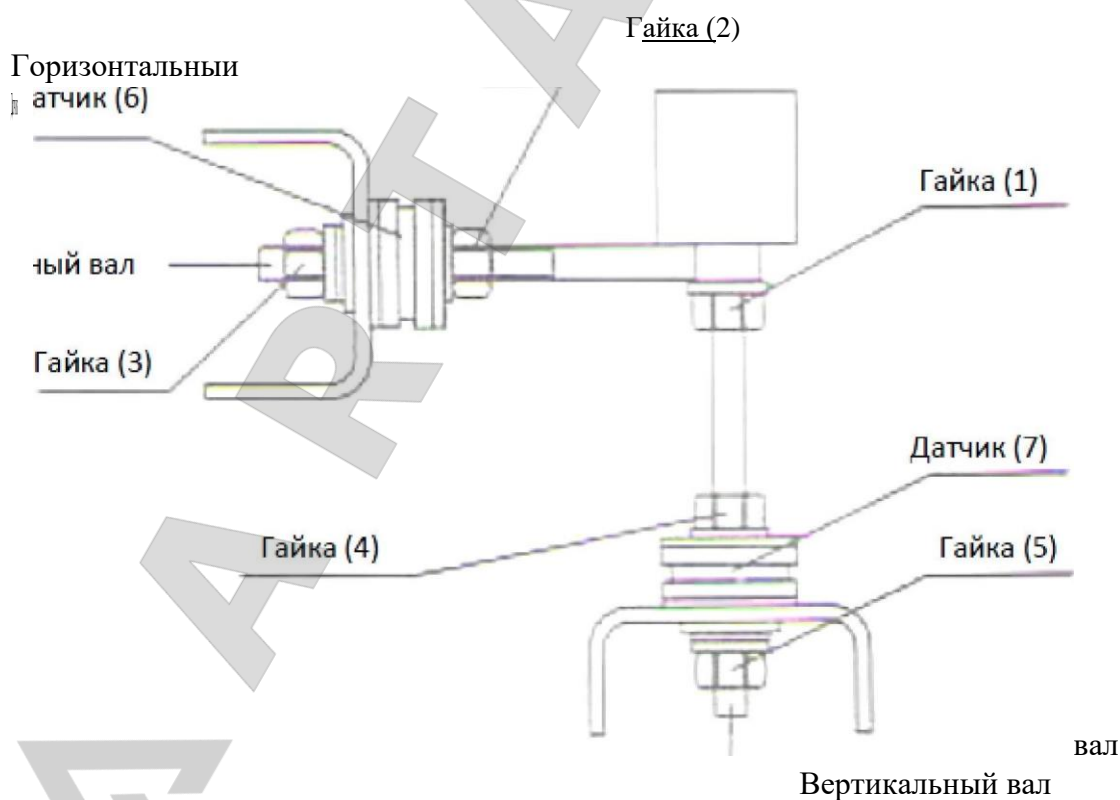 Гайка (2)
Горизонтальныи
атчик (6)
Гайка (1)
ный вал
Гайка (3)
Датчик (7)
Гайка (4)
Гайка (5)
вал
Вертикальный вал